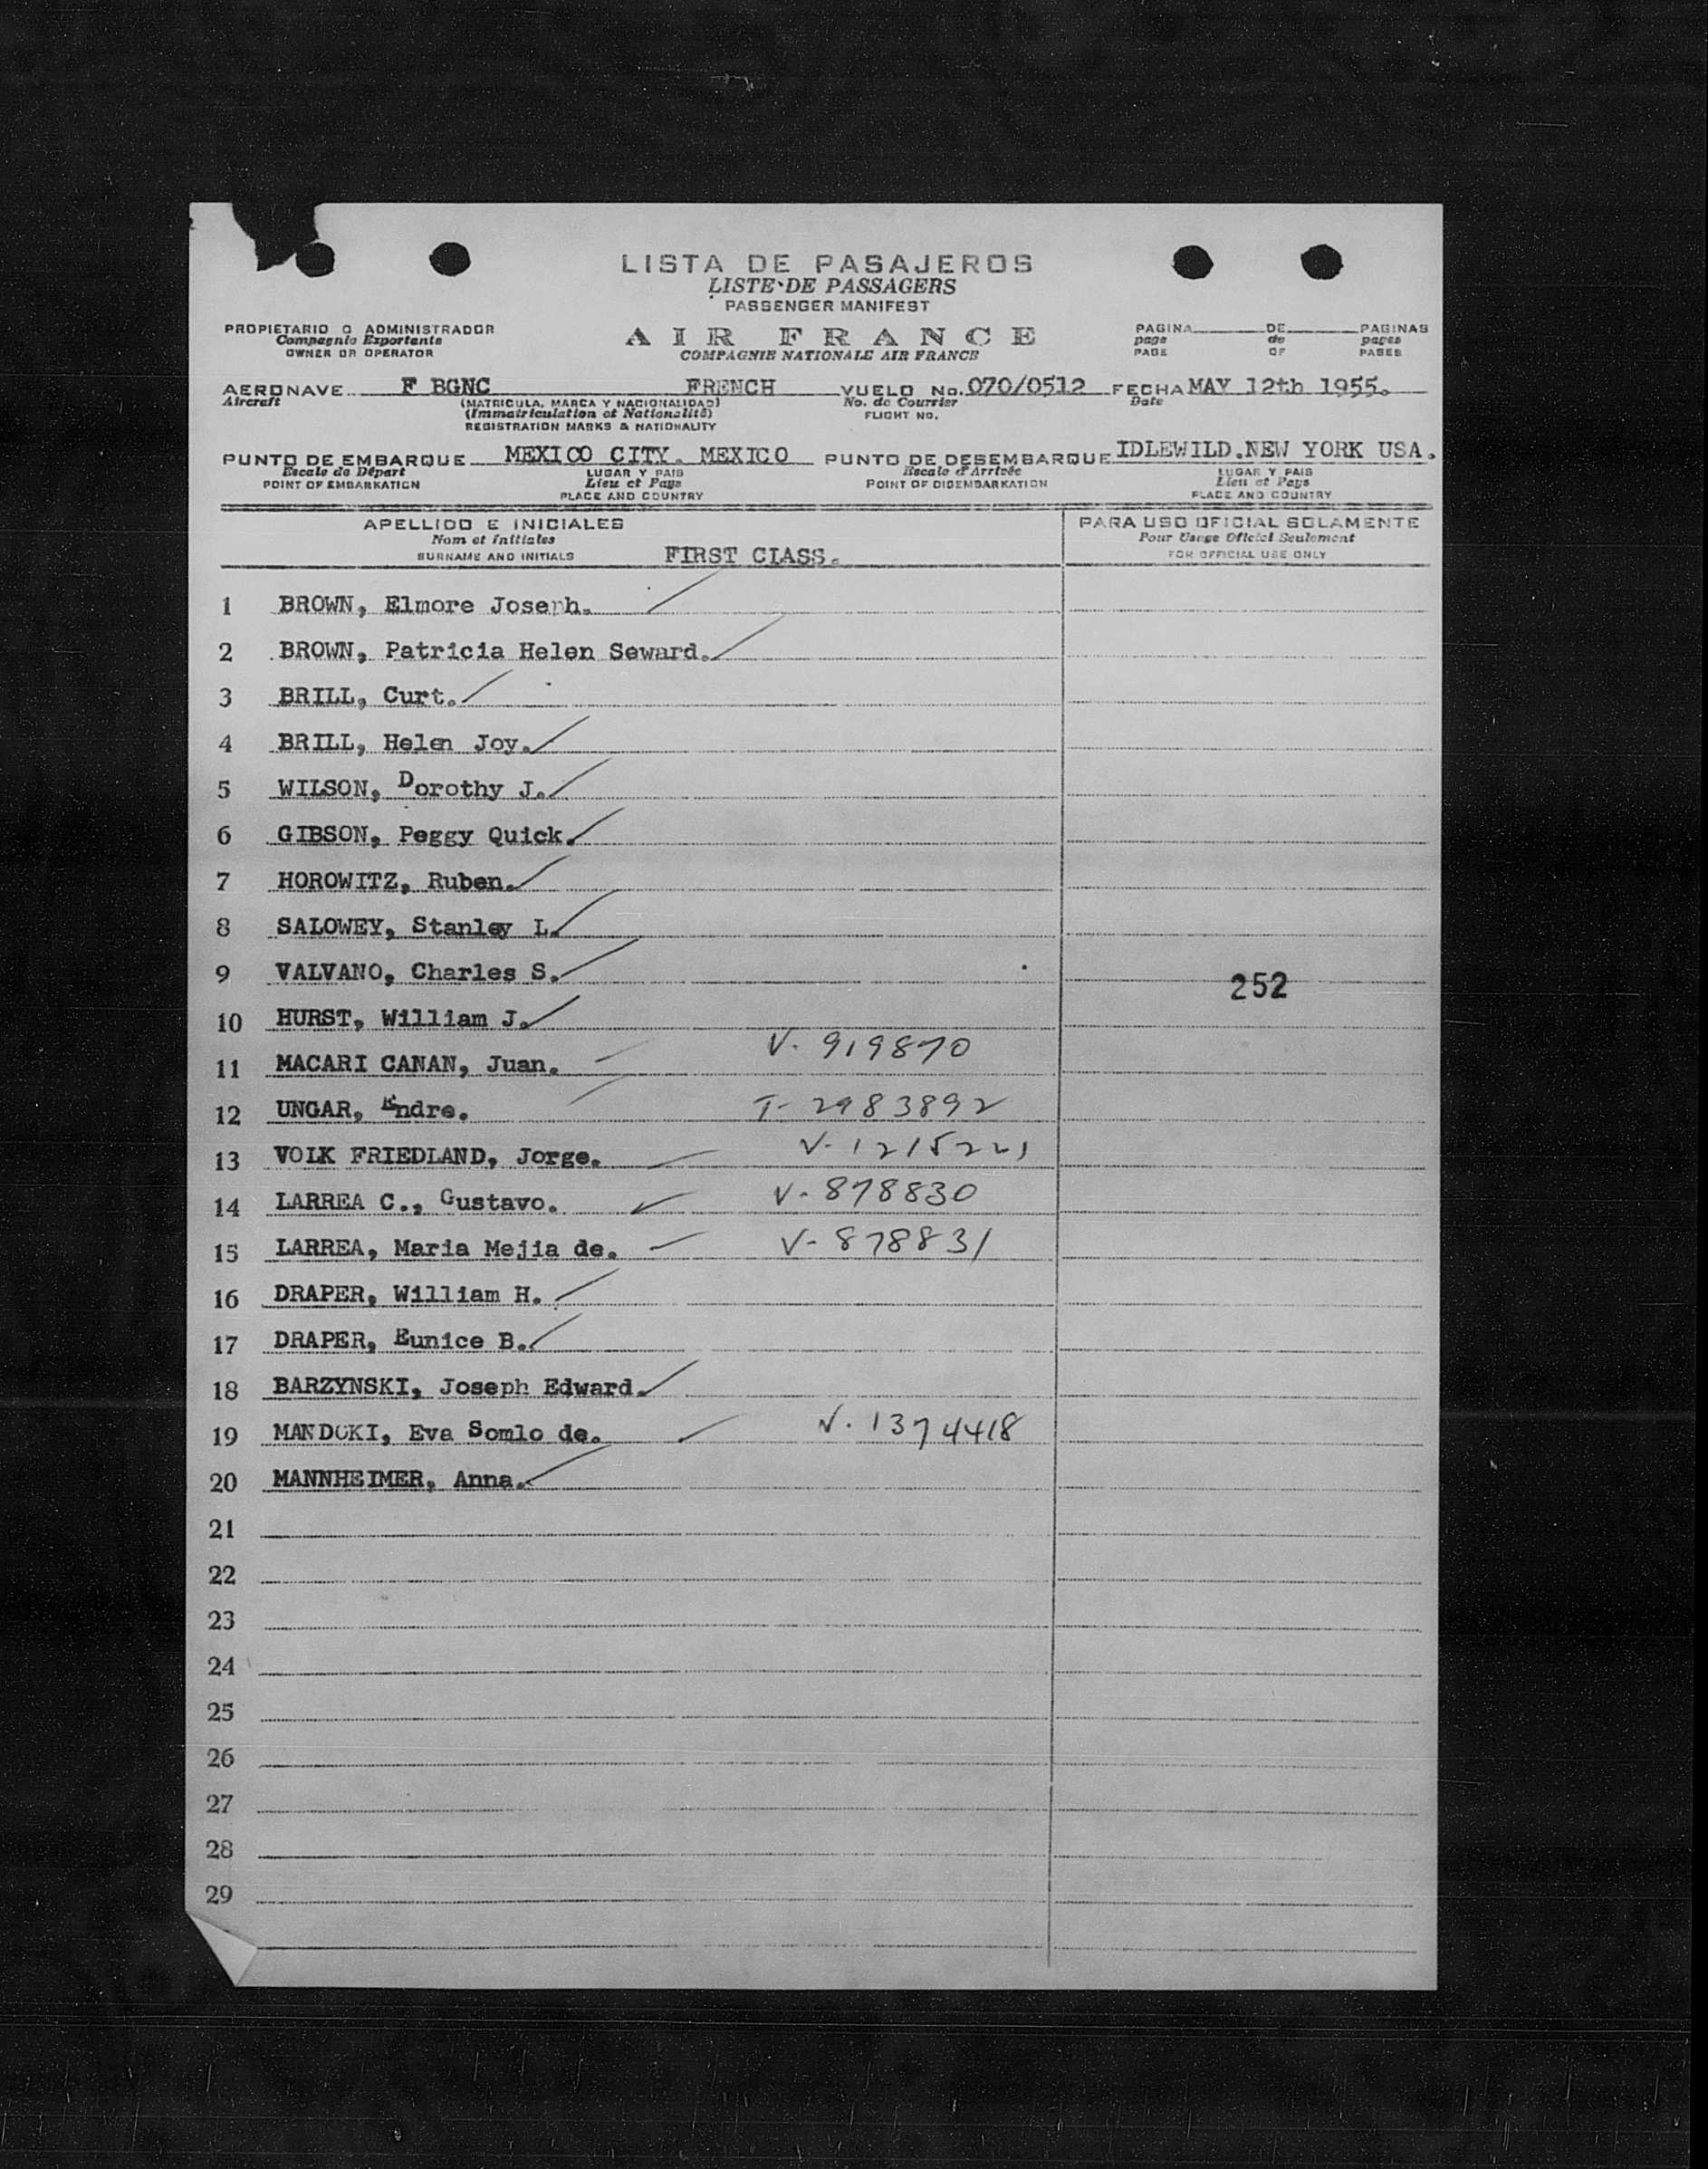 LISTA DE PASAJEROS
LISTE DE PASSAGERS
PASSENGER MANIFEST
PROPIETARIO O ADMINISTRADOR
Compagnie Exportante
OWNER OR OPERATOR
AIR FRANCE
COMPAGNIE NATIONALE AIR FRANCE
PAGINA DE PAGINAS
page de pages
PAGE OF PAGES
AERONAVE F BGNC FRENCH VUELO No. 070/0512 FECHA MAY 12th 1955.
Aircraft (MATRICULA, MARCA Y NACIONALIDAD) No. de Courrier Date
(Immatriculation et Nationalité) FLIGHT NO.
REGISTRATION MARKS & NATIONALITY
PUNTO DE EMBARQUE MEXICO CITY. MEXICO PUNTO DE DESEMBARQUE IDLEWILD.NEW YORK USA.
Escale de Départ LUGAR Y PAIS Escale d'Arrivée LUGAR Y PAIS
POINT OF EMBARKATION Lieu et Pays POINT OF DISEMBARKATION Lieu et Pays
PLACE AND COUNTRY PLACE AND COUNTRY
APELLIDO E INICIALES PARA USO OFICIAL SOLAMENTE
Nom et Initiales Pour Usage Officiel Seulement
SURNAME AND INITIALS FIRST CLASS. FOR OFFICIAL USE ONLY
1 BROWN, Elmore Joseph.
2 BROWN, Patricia Helen Seward.
3 BRILL, Curt.
4 BRILL, Helen Joy.
5 WILSON, Dorothy J.
6 GIBSON, Peggy Quick.
7 HOROWITZ, Ruben.
8 SALOWEY, Stanley L.
9 VALVANO, Charles S. 252
10 HURST, William J.
11 MACARI CANAN, Juan. V- 919870
12 UNGAR, Endre. T- 2983892
13 VOLK FRIEDLAND, Jorge. V- 1215221
14 LARREA C., Gustavo. V- 878830
15 LARREA, Maria Mejia de. V- 878831
16 DRAPER, William H.
17 DRAPER, Eunice B.
18 BARZYNSKI, Joseph Edward.
19 MANDOKI, Eva Somlo de. V. 1374418
20 MANNHEIMER, Anna.
21
22
23
24
25
26
27
28
29